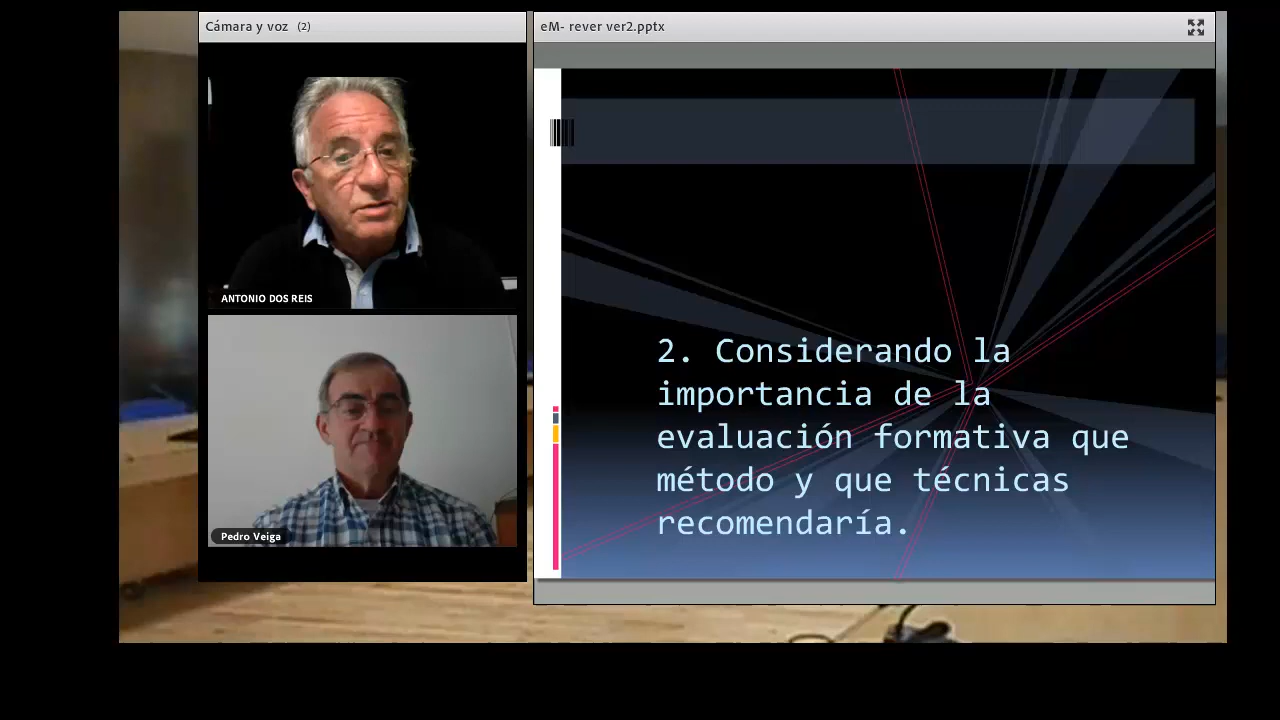 Cámara y voz (2)
ANTONIO DOS REIS
Pedro Veiga
eM- rever ver2.pptx
2. Considerando la
importancia de la
evaluación formativa que
método y que técnicas
recomendaría.